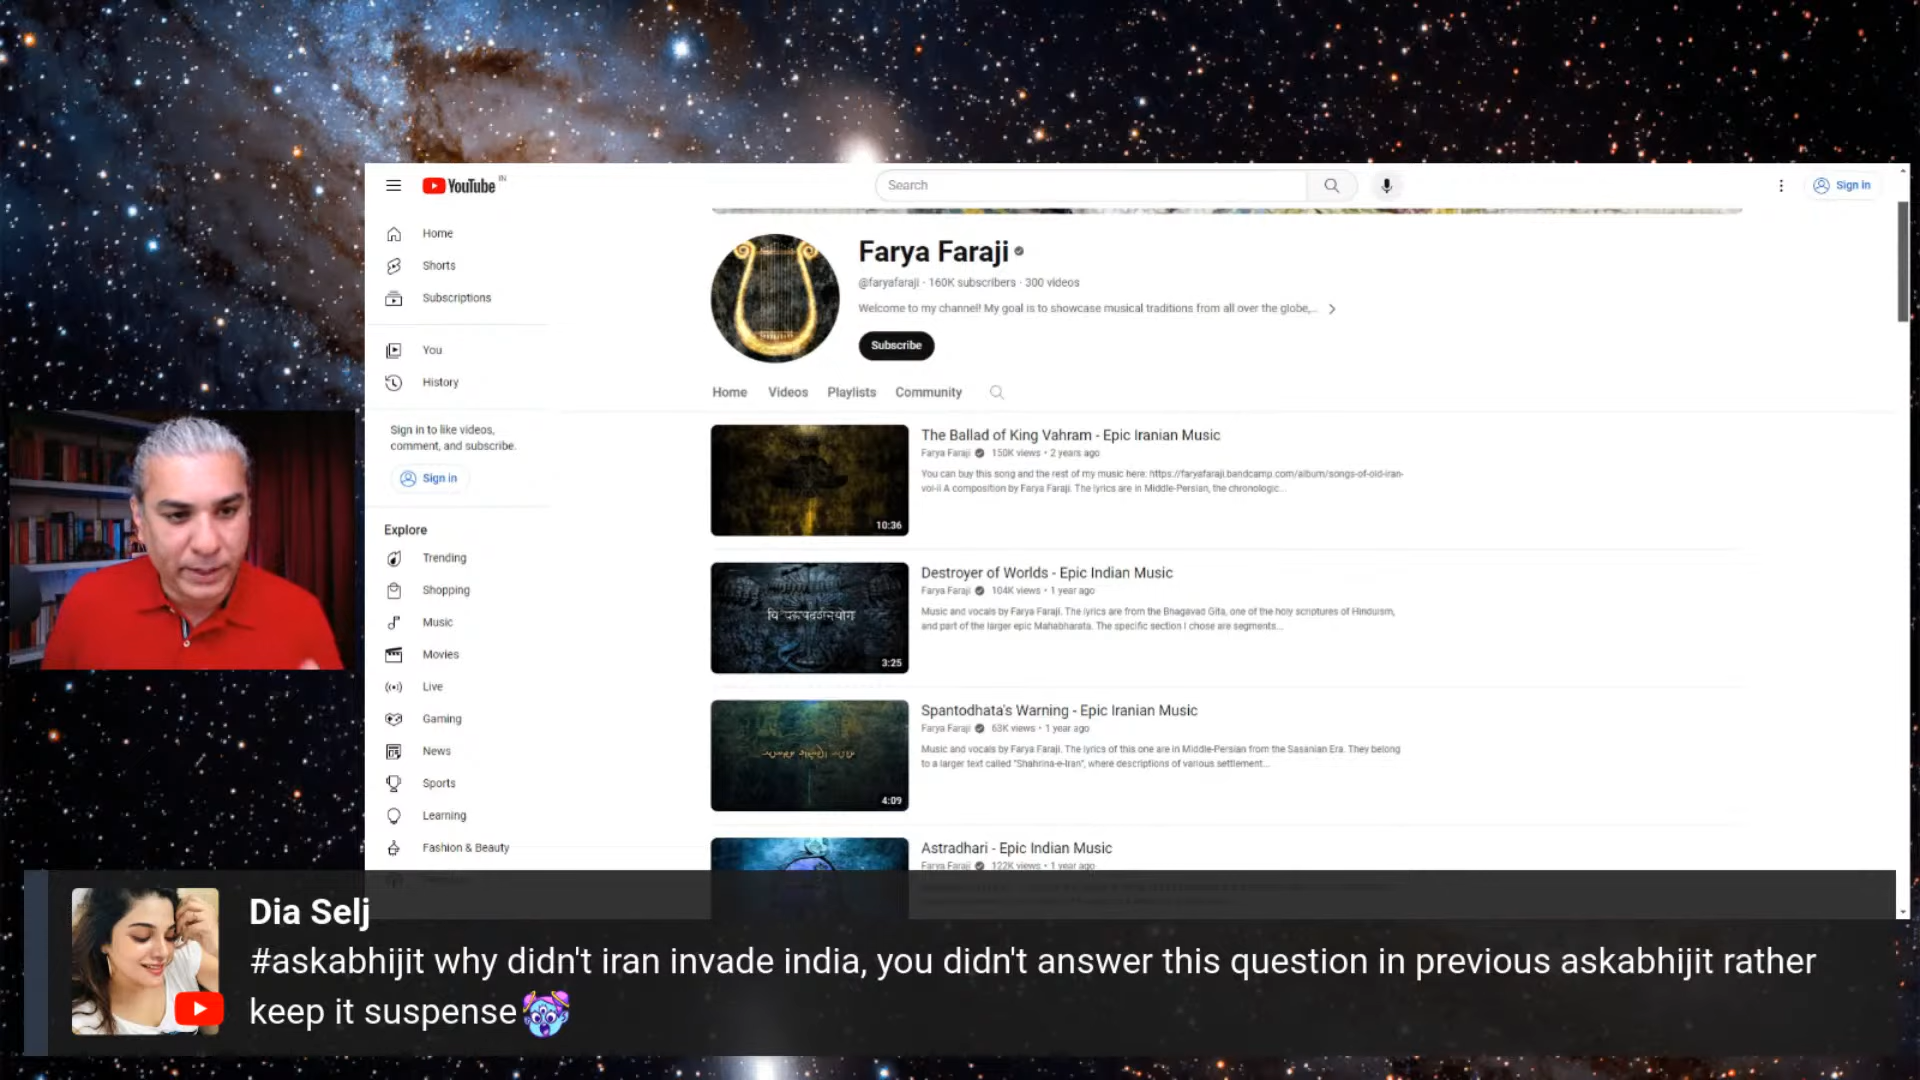 YouTube IN
Search
Sign in
Home
Shorts
Subscriptions
You
History
Sign in to like videos,
comment, and subscribe.
Sign in
Explore
Trending
Shopping
Music
Movies
Live
Gaming
News
Sports
Learning
Fashion & Beauty
Farya Faraji
@faryafaraji · 160K subscribers · 300 videos
Welcome to my channel! My goal is to showcase musical traditions from all over the globe,...
Subscribe
Home Videos Playlists Community
10:36
The Ballad of King Vahram - Epic Iranian Music
Farya Faraji 150K views • 2 years ago
You can buy this song and the rest of my music here: https://faryafaraji.bandcamp.com/album/songs-of-old-iran-
vol-ii A composition by Farya Faraji. The lyrics are in Middle-Persian, the chronologic...
3:25
Destroyer of Worlds - Epic Indian Music
Farya Faraji 104K views • 1 year ago
Music and vocals by Farya Faraji. The lyrics are from the Bhagavad Gita, one of the holy scriptures of Hinduism,
and part of the larger epic Mahabharata. The specific section I chose are segments...
4:09
Spantodhata's Warning - Epic Iranian Music
Farya Faraji 63K views • 1 year ago
Music and vocals by Farya Faraji. The lyrics of this one are in Middle-Persian from the Sasanian Era. They belong
to a larger text called "Shahrina-e-Iran", where descriptions of various settlement...
Astradhari - Epic Indian Music
Farya Faraji 122K views • 1 year ago
Dia Selj
#askabhijit why didn't iran invade india, you didn't answer this question in previous askabhijit rather
keep it suspense